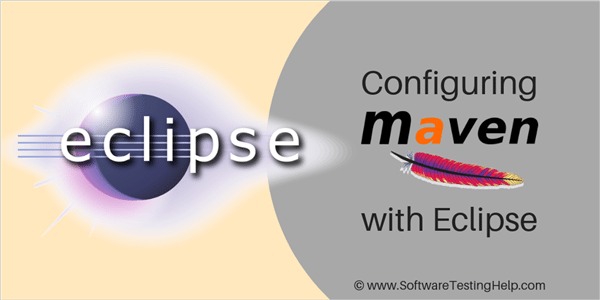 eclipse
Configuring
maven
with Eclipse
© www.SoftwareTestingHelp.com